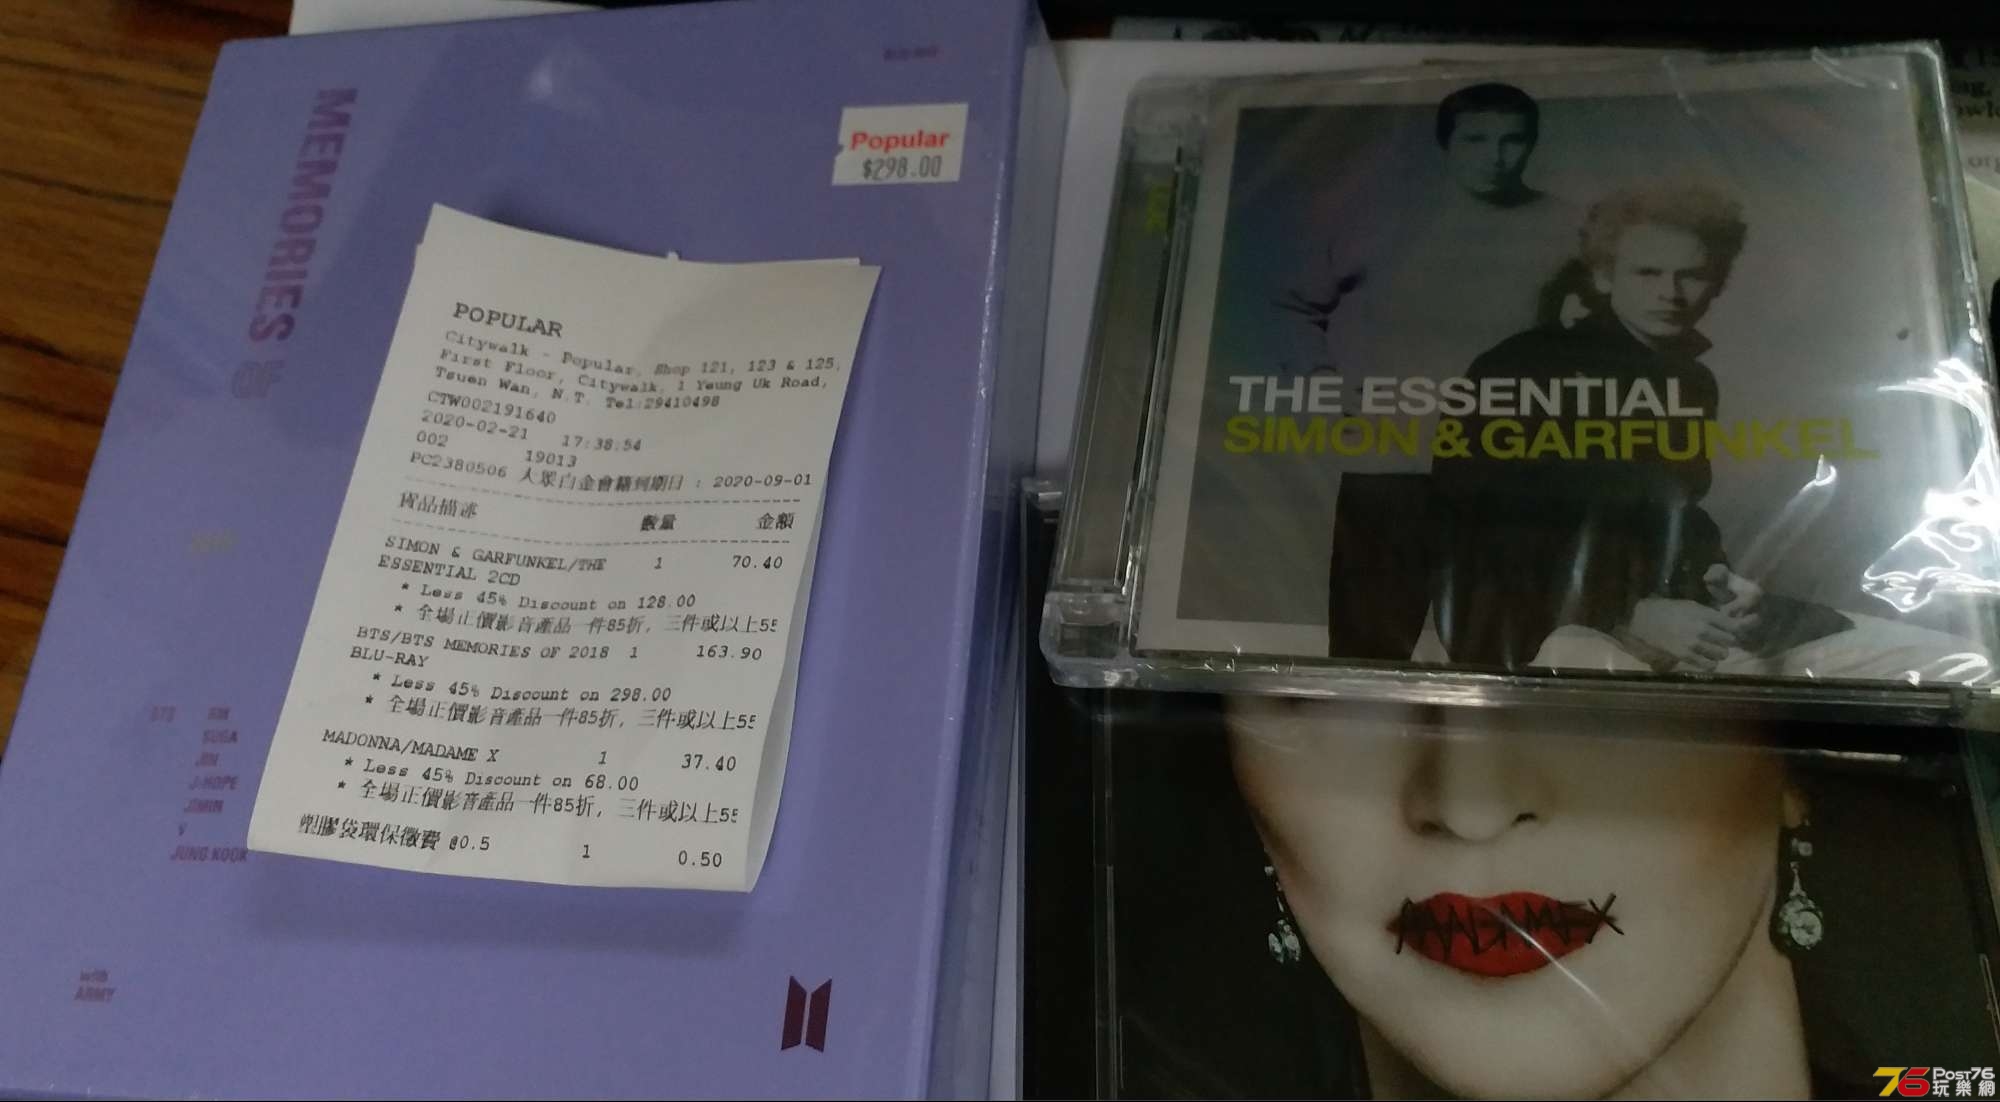 MEMORIES OF
Popular
$298.00
POPULAR
Citywalk - Popular, Shop 121, 123 & 125,
First Floor, Citywalk, 1 Yeung Uk Road,
Tsuen Wan, N.T. Tel:29410498
CTW002191640
2020-02-21 17:38:54
002 19013
PC2380506 大眾白金會籍到期日 : 2020-09-01
貨品描述 數量 金額
SIMON & GARFUNKEL/THE 1 70.40
ESSENTIAL 2CD
* Less 45% Discount on 128.00
* 全場正價影音產品一件85折, 三件或以上55
BTS/BTS MEMORIES OF 2018 1 163.90
BLU-RAY
* Less 45% Discount on 298.00
* 全場正價影音產品一件85折, 三件或以上55
MADONNA/MADAME X 1 37.40
* Less 45% Discount on 68.00
* 全場正價影音產品一件85折, 三件或以上55
塑膠袋環保徵費 @0.5 1 0.50
BTS RM
SUGA
JIN
J-HOPE
JIMIN
V
JUNG KOOK
with
ARMY
THE ESSENTIAL
SIMON & GARFUNKEL
MADAME X
76 POST76
玩樂網